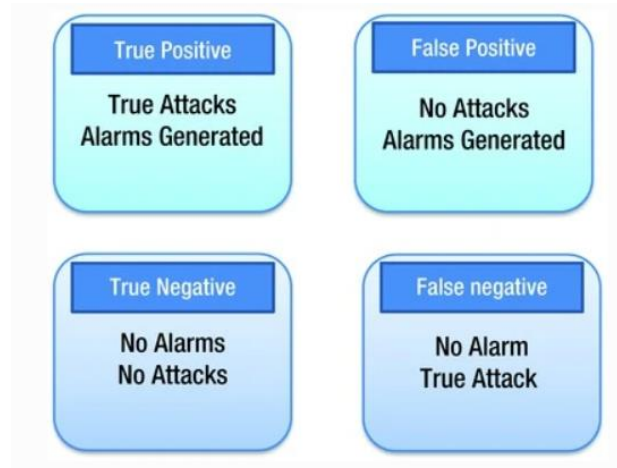 True Positive
True Attacks
Alarms Generated
False Positive
No Attacks
Alarms Generated
True Negative
No Alarms
No Attacks
False negative
No Alarm
True Attack